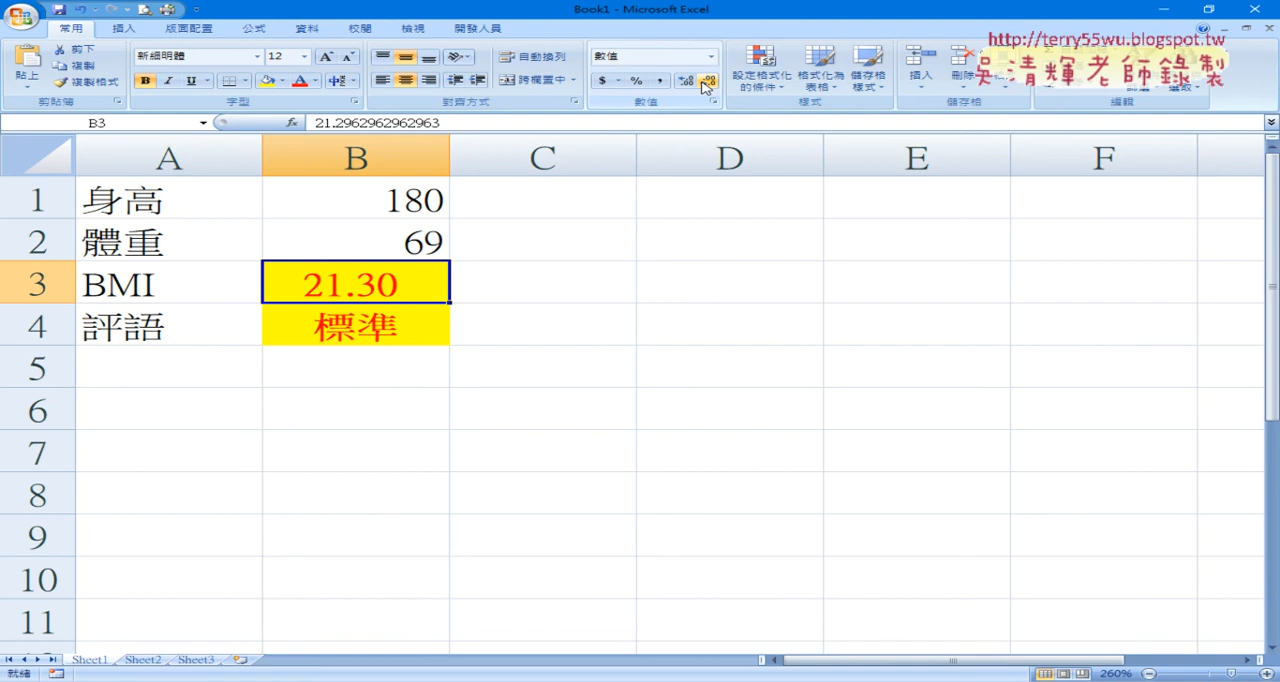 Book1 - Microsoft Excel
常用 插入 版面配置 公式 資料 校閱 檢視 開發人員
http://terry55wu.blogspot.tw
吳清輝老師錄製
貼上 剪下 複製 複製格式 剪貼簿
新細明體 12 B I U A 字型
自動換列 跨欄置中 對齊方式
數值 $ % , 數值
設定格式化的條件 格式化為表格 儲存格樣式 樣式
插入 刪除 儲存格 編輯
B3 fx 21.2962962962963
A B C D E F
1 身高 180
2 體重 69
3 BMI 21.30
4 評語 標準
5
6
7
8
9
10
11
Sheet1 Sheet2 Sheet3
就緒 260%